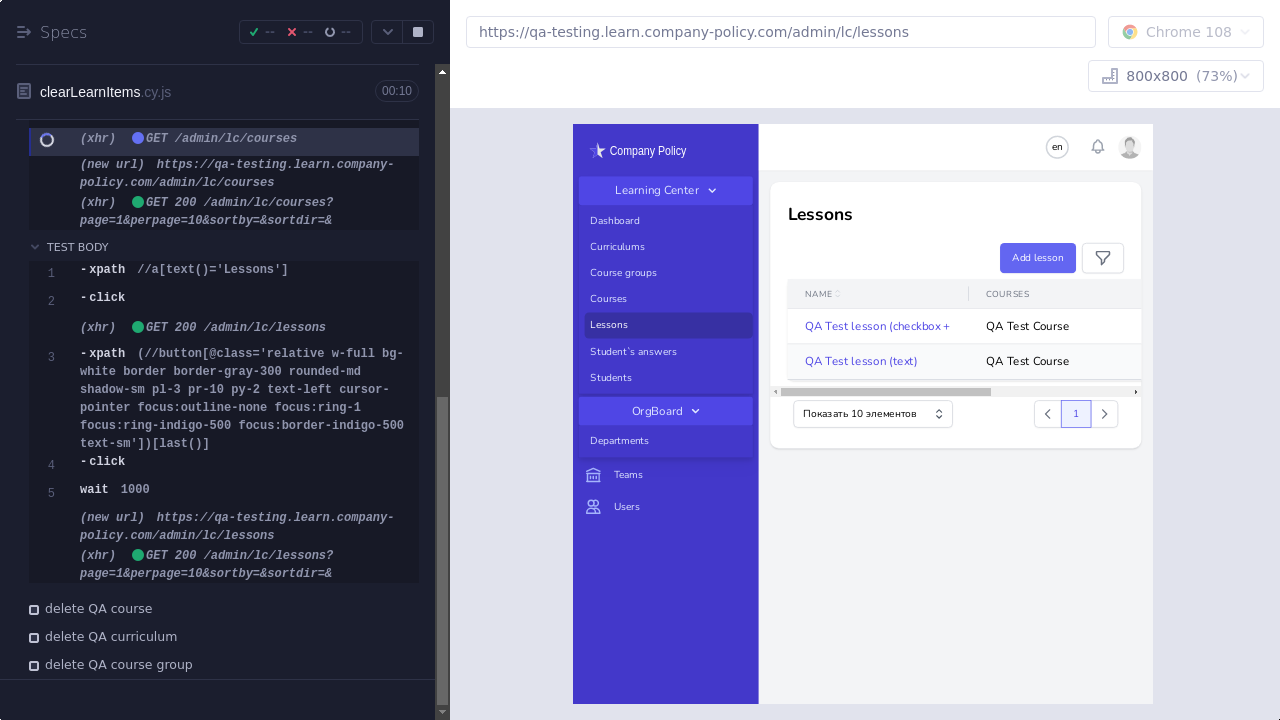 Specs
--
--
--
clearLearnItems.cy.js
00:10
(xhr) GET /admin/lc/courses
(new url) https://qa-testing.learn.company-
policy.com/admin/lc/courses
(xhr) GET 200 /admin/lc/courses?
page=1&perpage=10&sortby=&sortdir=&
TEST BODY
1 -xpath //a[text()='Lessons']
2 -click
(xhr) GET 200 /admin/lc/lessons
3 -xpath (//button[@class='relative w-full bg-
white border border-gray-300 rounded-md
shadow-sm pl-3 pr-10 py-2 text-left cursor-
pointer focus:outline-none focus:ring-1
focus:ring-indigo-500 focus:border-indigo-500
text-sm'])[last()]
4 -click
5 wait 1000
(new url) https://qa-testing.learn.company-
policy.com/admin/lc/lessons
(xhr) GET 200 /admin/lc/lessons?
page=1&perpage=10&sortby=&sortdir=&
delete QA course
delete QA curriculum
delete QA course group
https://qa-testing.learn.company-policy.com/admin/lc/lessons
Chrome 108
800x800 (73%)
Company Policy
Learning Center
Dashboard
Curriculums
Course groups
Courses
Lessons
Student`s answers
Students
OrgBoard
Departments
Teams
Users
en
Lessons
Add lesson
NAME COURSES
QA Test lesson (checkbox + QA Test Course
QA Test lesson (text) QA Test Course
Показать 10 элементов
1